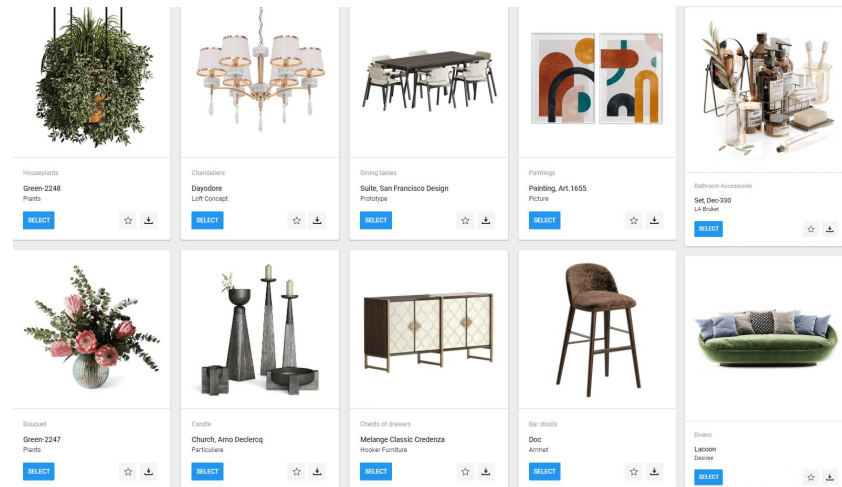 Houseplants
Green-2248
Plants
SELECT
Chandeliers
Dayodore
Loft Concept
SELECT
Dining tables
Suite, San Francisco Design
Prototype
SELECT
Paintings
Painting, Art.1655
Picture
SELECT
Bathroom Accessories
Set, Dec-330
LA Bruket
SELECT
Bouquet
Green-2247
Plants
SELECT
Candle
Church, Arno Declercq
Particuliere
SELECT
Chests of drawers
Melange Classic Credenza
Hooker Furniture
SELECT
Bar stools
Doc
Arrmet
SELECT
Divano
Lacoon
Desiree
SELECT